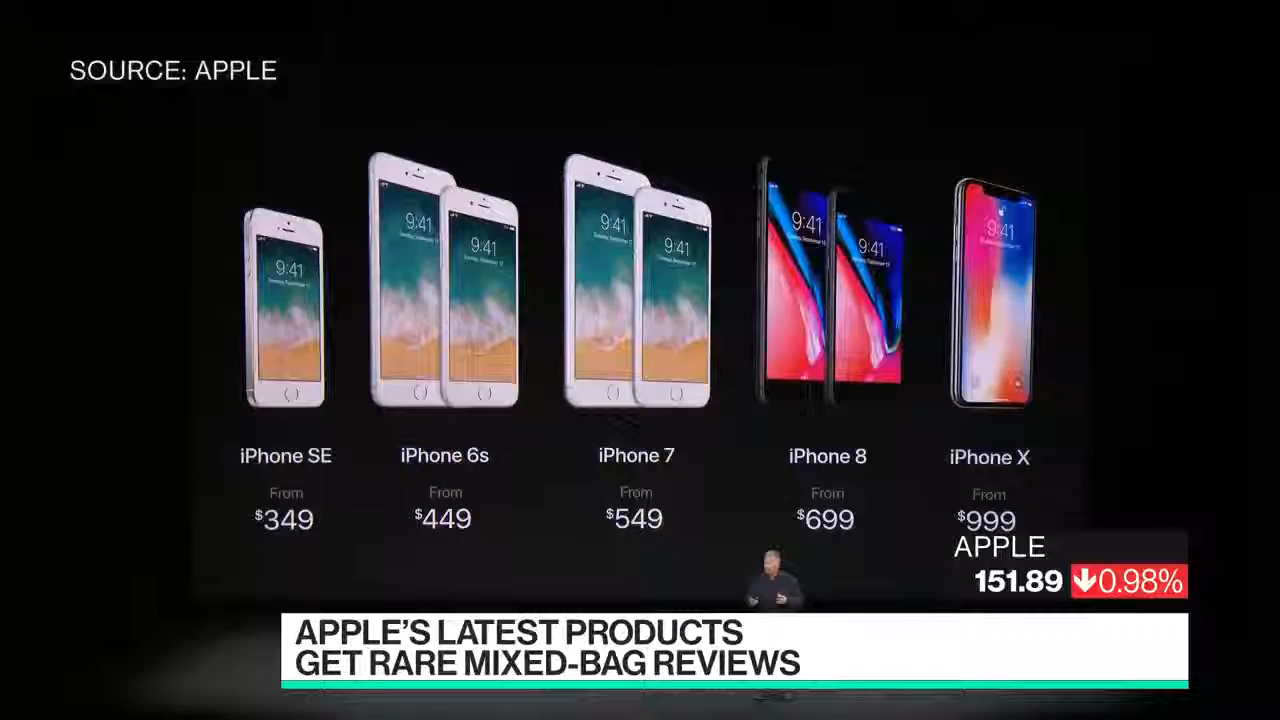 SOURCE: APPLE
9:41
9:41
9:41
9:41
9:41
9:41
9:41
9:41
iPhone SE
iPhone 6s
iPhone 7
iPhone 8
iPhone X
From
From
From
From
From
$349
$449
$549
$699
$999
APPLE
151.89 0.98%
APPLE'S LATEST PRODUCTS
GET RARE MIXED-BAG REVIEWS